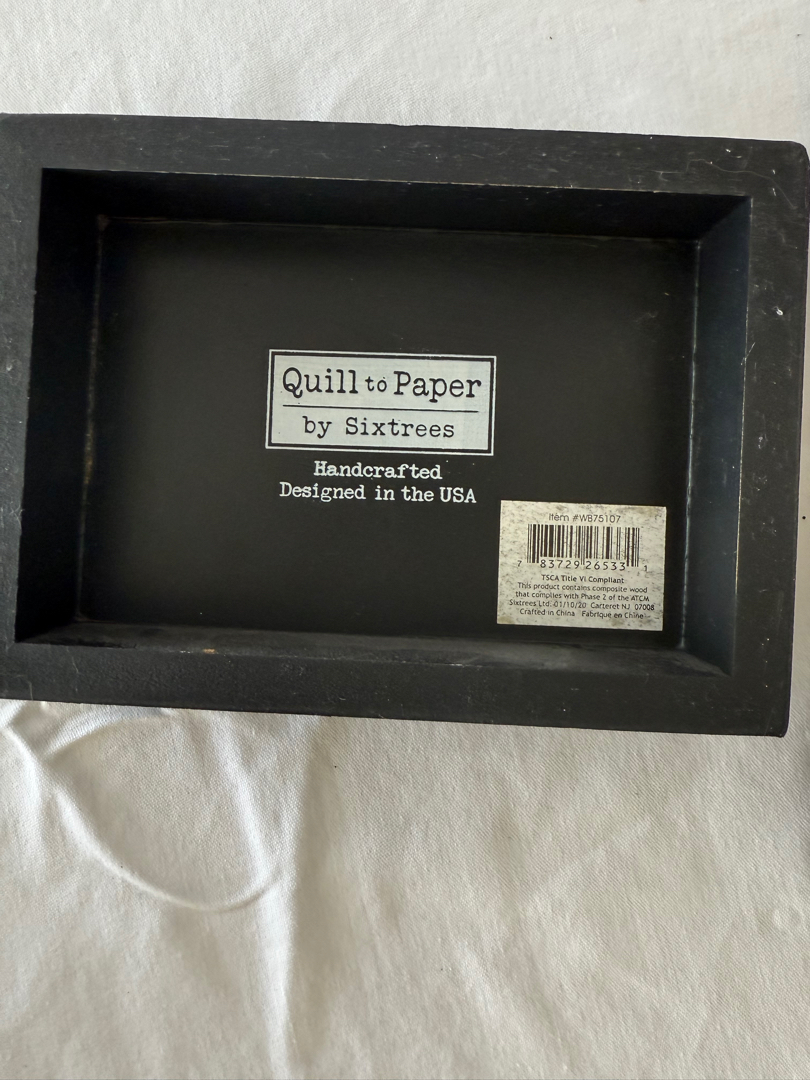 Quill to Paper
by Sixtrees
Handcrafted
Designed in the USA
Item #WB75107
7 83729 26533 1
TSCA Title VI Compliant
This product contains composite wood
that complies with Phase 2 of the ATCM
Sixtrees Ltd. 01/10/20 Carteret NJ 07008
Crafted in China Fabrique en Chine